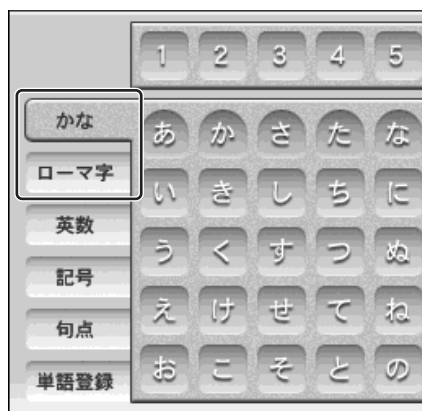 1 2 3 4 5
かな
ローマ字
英数
記号
句点
単語登録
あ か さ た な
い き し ち に
う く す つ ぬ
え け せ て ね
お こ そ と の